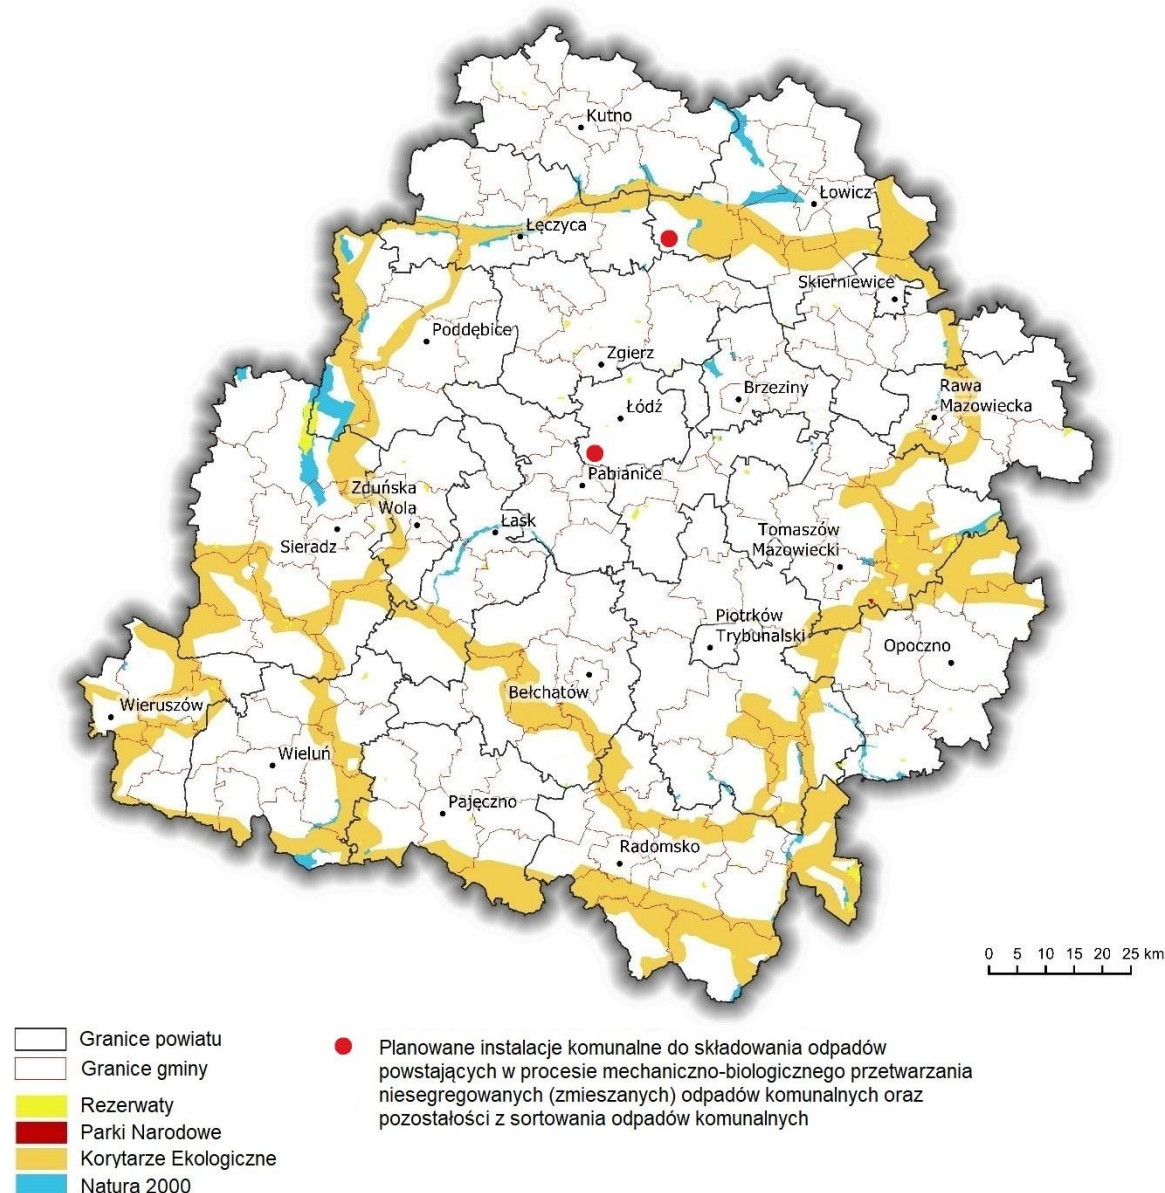 Kutno
Łowicz
Łęczyca
Skierniewice
Poddębice
Zgierz
Brzeziny
Rawa
Mazowiecka
Łódź
Pabianice
Zduńska
Wola
Łask
Sieradz
Tomaszów
Mazowiecki
Piotrków
Trybunalski
Opoczno
Bełchatów
Wieruszów
Wieluń
Pajęczno
Radomsko
0 5 10 15 20 25 km
Granice powiatu
Granice gminy
Rezerwaty
Parki Narodowe
Korytarze Ekologiczne
Natura 2000
Planowane instalacje komunalne do składowania odpadów
powstających w procesie mechaniczno-biologicznego przetwarzania
niesegregowanych (zmieszanych) odpadów komunalnych oraz
pozostałości z sortowania odpadów komunalnych